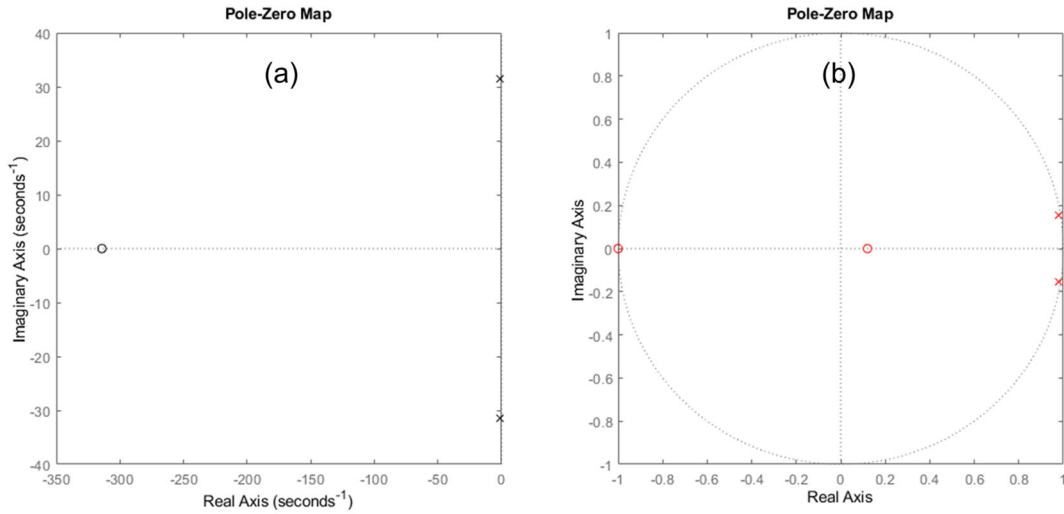 Pole-Zero Map
(a)
40
30
20
10
0
-10
-20
-30
-40
Imaginary Axis (seconds⁻¹)
-350 -300 -250 -200 -150 -100 -50 0
Real Axis (seconds⁻¹)
Pole-Zero Map
(b)
1
0.8
0.6
0.4
0.2
0
-0.2
-0.4
-0.6
-0.8
-1
Imaginary Axis
-1 -0.8 -0.6 -0.4 -0.2 0 0.2 0.4 0.6 0.8 1
Real Axis